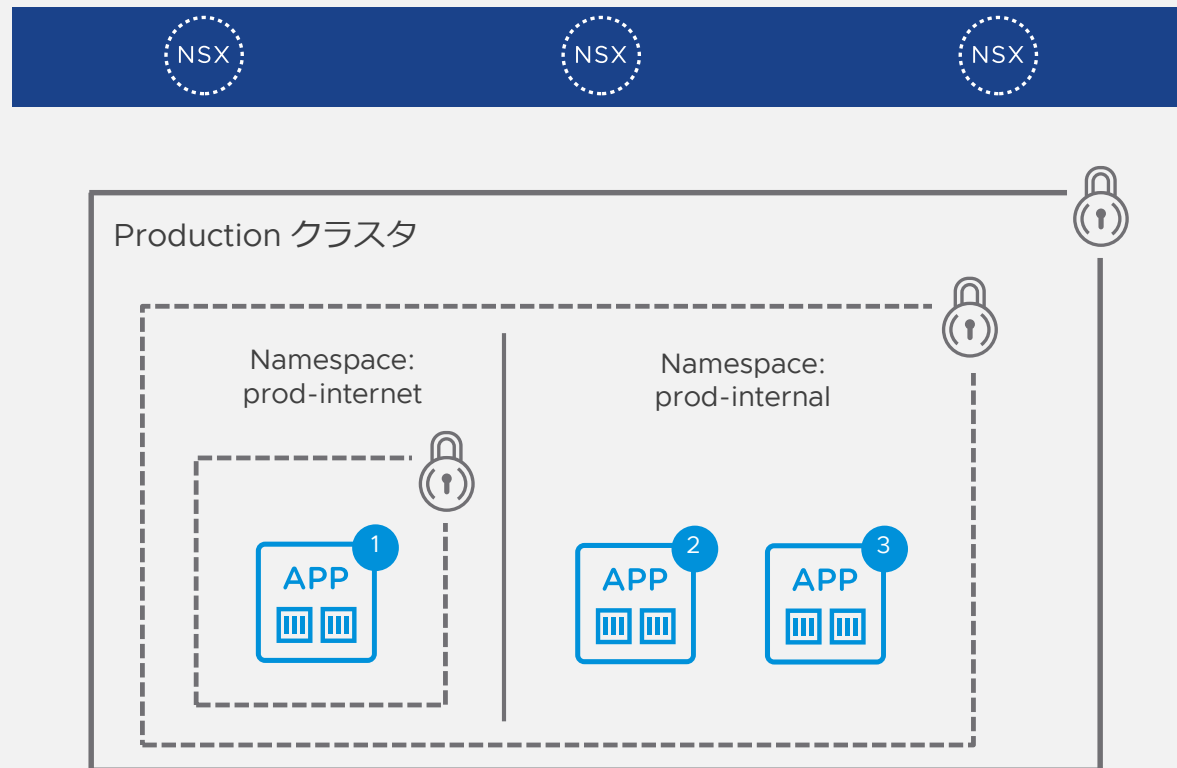 NSX
NSX
NSX
Production クラスタ
Namespace:
prod-internet
Namespace:
prod-internal
1
APP
2
APP
3
APP